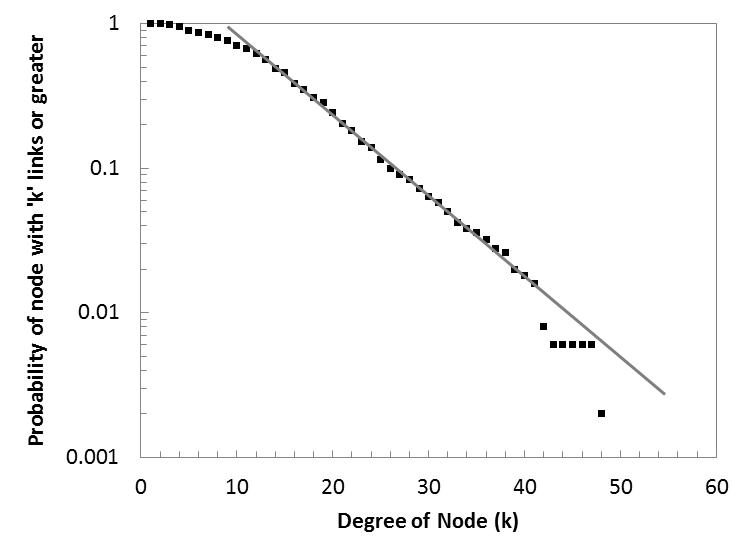 Probability of node with 'k' links or greater
1
0.1
0.01
0.001
0 10 20 30 40 50 60
Degree of Node (k)